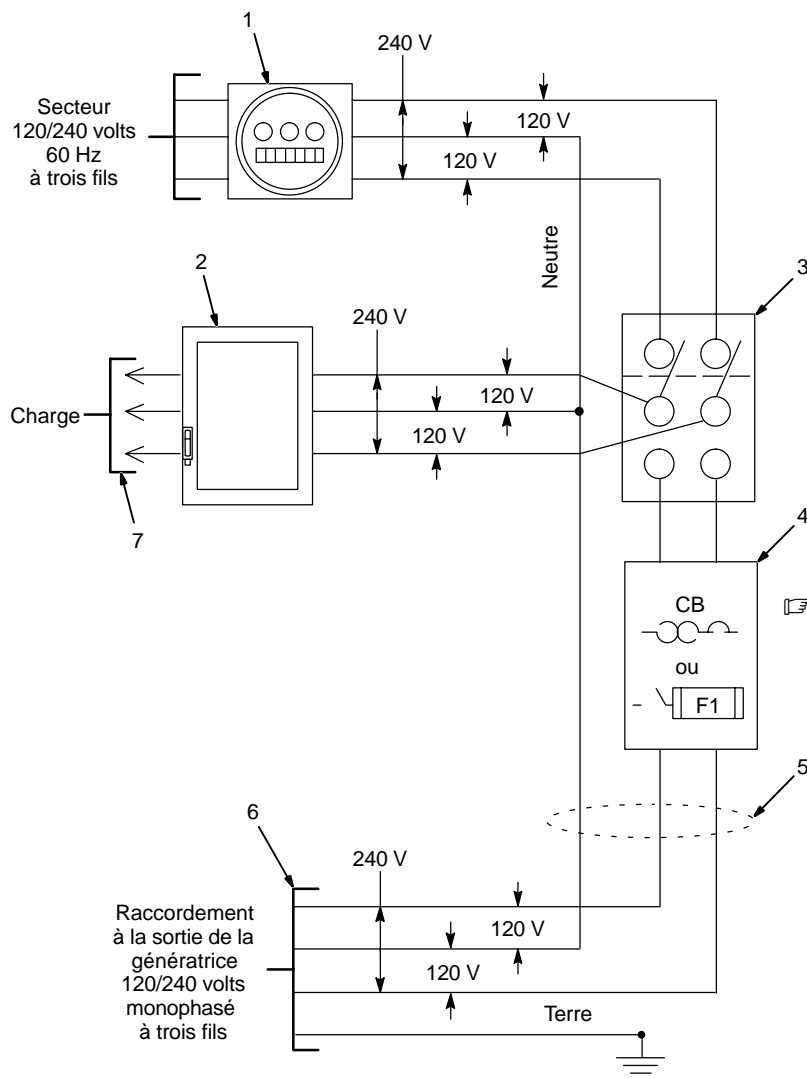 1
240 V
Secteur
120/240 volts
60 Hz
à trois fils
120 V
120 V
Neutre
2
3
240 V
120 V
Charge
120 V
7
4
CB
ou
F1
5
6
240 V
Raccordement
à la sortie de la
génératrice
120/240 volts
monophasé
à trois fils
120 V
120 V
Terre